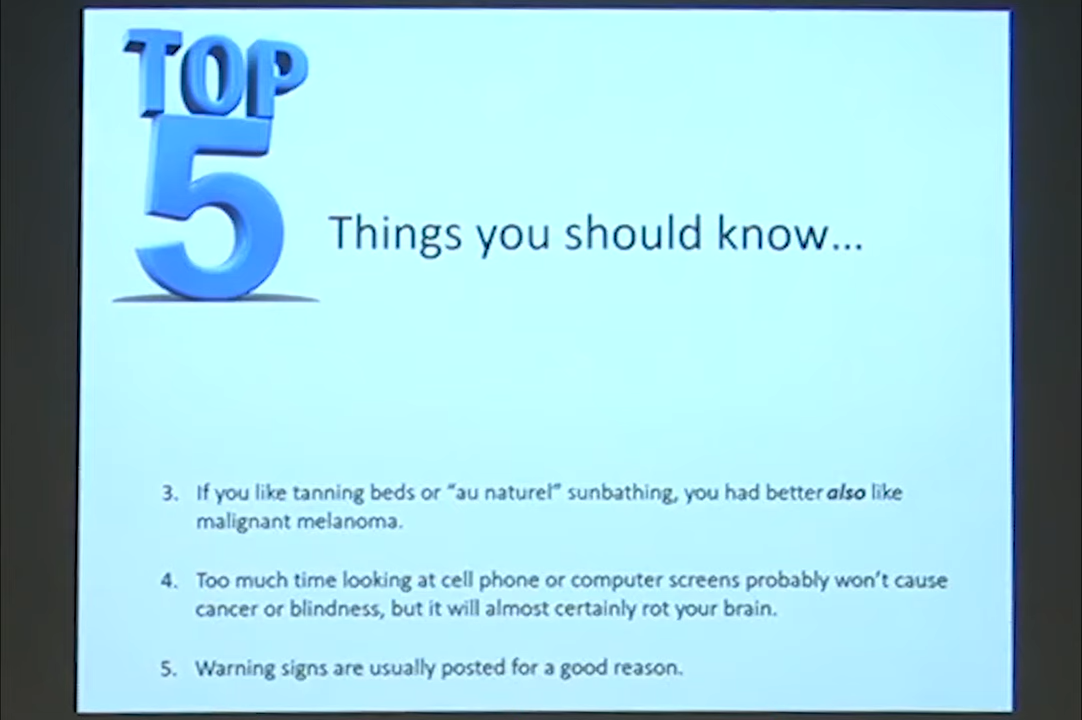 TOP
5
Things you should know...
3. If you like tanning beds or "au naturel" sunbathing, you had better also like
malignant melanoma.
4. Too much time looking at cell phone or computer screens probably won't cause
cancer or blindness, but it will almost certainly rot your brain.
5. Warning signs are usually posted for a good reason.